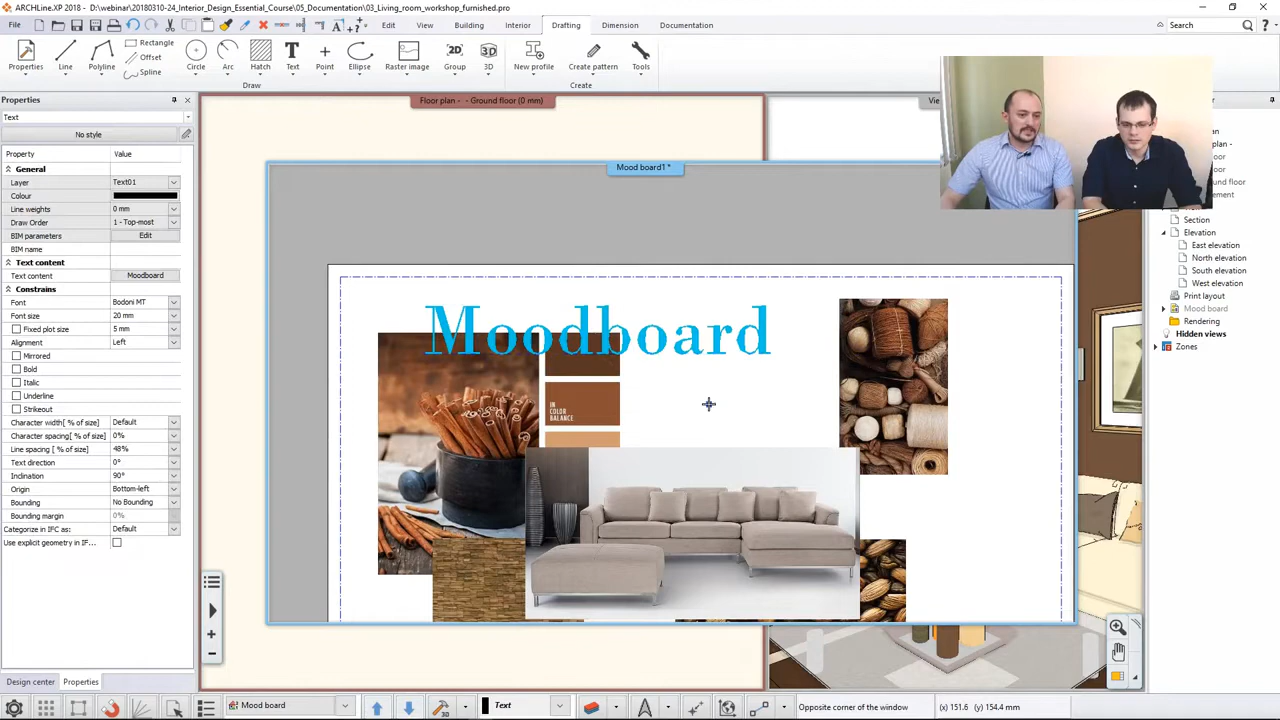 ARCHLine.XP 2018 - D:\webinar\20180310-24_Interior_Design_Essential_Course\05_Documentation\03_Living_room_workshop_furnished.pro
File
Edit
View
Building
Interior
Drafting
Dimension
Documentation
Search
Properties
Line
Polyline
Rectangle
Offset
Spline
Circle
Arc
Hatch
Text
Point
Ellipse
Raster image
Group
3D
New profile
Create pattern
Tools
Draw
Create
Properties
Text
No style
Property Value
General
Layer Text01
Colour
Line weights 0 mm
Draw Order 1 - Top-most
BIM parameters Edit
BIM name
Text content
Text content Moodboard
Constrains
Font Bodoni MT
Font size 20 mm
Fixed plot size 5 mm
Alignment Left
Mirrored
Bold
Italic
Underline
Strikeout
Character width[ % of size] Default
Character spacing[ % of size] 0%
Line spacing [ % of size] 48%
Text direction 0°
Inclination 90°
Origin Bottom-left
Bounding No Bounding
Bounding margin 0%
Categorize in IFC as: Default
Use explicit geometry in IF...
Design center
Properties
Floor plan - - Ground floor (0 mm)
Vie
Mood board1 *
Moodboard
IN
COLOR
BALANCE
Section
Elevation
East elevation
North elevation
South elevation
West elevation
Print layout
Mood board
Rendering
Hidden views
Zones
Mood board
Text
Opposite corner of the window
(x) 151.6 (y) 154.4 mm